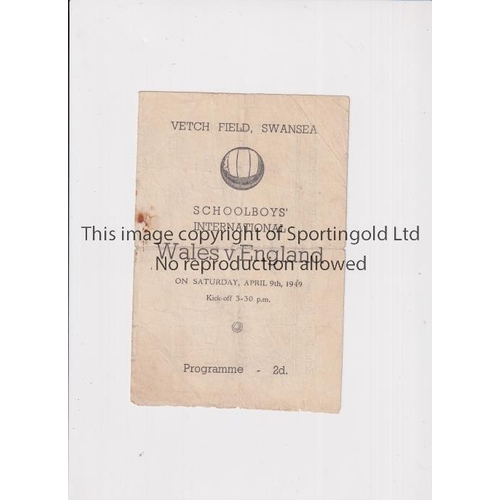 VETCH FIELD, SWANSEA
SCHOOLBOYS'
INTERNATIONAL
This image copyright of Sportingold Ltd
Wales v. England
No reproduction allowed
ON SATURDAY, APRIL 9th, 1949
Kick-off 3-30 p.m.
Programme - 2d.